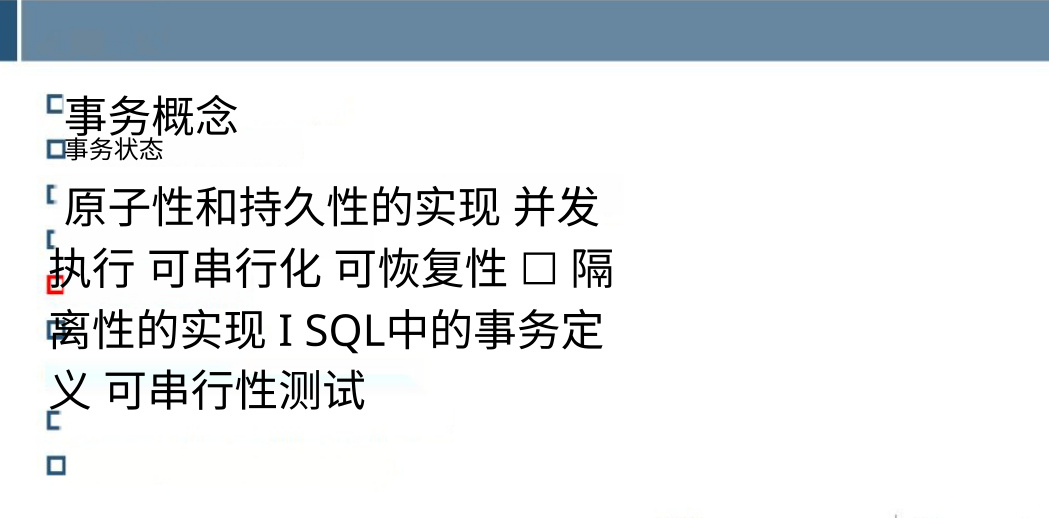 事务概念
事务状态
原子性和持久性的实现 并发
执行 可串行化 可恢复性 □ 隔
离性的实现 I SQL中的事务定
义 可串行性测试